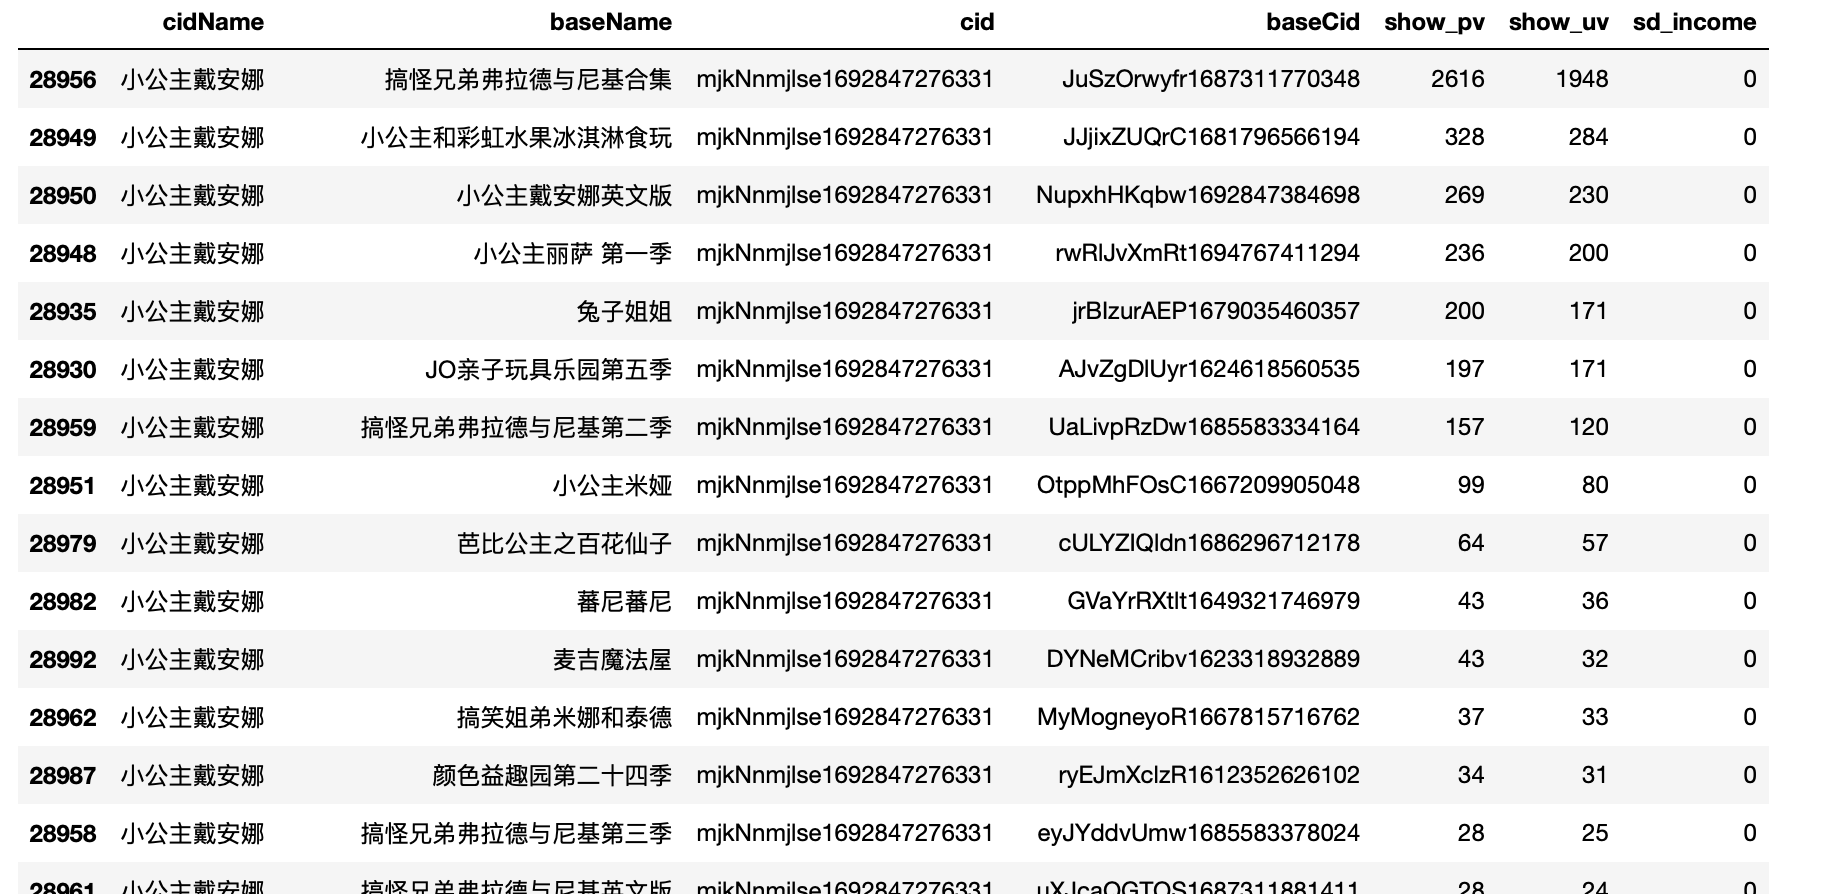 cidName baseName cid baseCid show_pv show_uv sd_income
28956 小公主戴安娜 搞怪兄弟弗拉德与尼基合集 mjkNnmjlse1692847276331 JuSzOrwyfr1687311770348 2616 1948 0
28949 小公主戴安娜 小公主和彩虹水果冰淇淋食玩 mjkNnmjlse1692847276331 JJjixZUQrC1681796566194 328 284 0
28950 小公主戴安娜 小公主戴安娜英文版 mjkNnmjlse1692847276331 NupxhHKqbw1692847384698 269 230 0
28948 小公主戴安娜 小公主丽萨 第一季 mjkNnmjlse1692847276331 rwRlJvXmRt1694767411294 236 200 0
28935 小公主戴安娜 兔子姐姐 mjkNnmjlse1692847276331 jrBIzurAEP1679035460357 200 171 0
28930 小公主戴安娜 JO亲子玩具乐园第五季 mjkNnmjlse1692847276331 AJvZgDlUyr1624618560535 197 171 0
28959 小公主戴安娜 搞怪兄弟弗拉德与尼基第二季 mjkNnmjlse1692847276331 UaLivpRzDw1685583334164 157 120 0
28951 小公主戴安娜 小公主米娅 mjkNnmjlse1692847276331 OtppMhFOsC1667209905048 99 80 0
28979 小公主戴安娜 芭比公主之百花仙子 mjkNnmjlse1692847276331 cULYZIQldn1686296712178 64 57 0
28982 小公主戴安娜 蕃尼蕃尼 mjkNnmjlse1692847276331 GVaYrRXtlt1649321746979 43 36 0
28992 小公主戴安娜 麦吉魔法屋 mjkNnmjlse1692847276331 DYNeMCribv1623318932889 43 32 0
28962 小公主戴安娜 搞笑姐弟米娜和泰德 mjkNnmjlse1692847276331 MyMogneyoR1667815716762 37 33 0
28987 小公主戴安娜 颜色益趣园第二十四季 mjkNnmjlse1692847276331 ryEJmXclzR1612352626102 34 31 0
28958 小公主戴安娜 搞怪兄弟弗拉德与尼基第三季 mjkNnmjlse1692847276331 eyJYddvUmw1685583378024 28 25 0
28961 小公主戴安娜 搞怪兄弟弗拉德与尼基英文版 mjkNnmjlse1692847276331 uXJcaOGTOS1687311881411 28 24 0